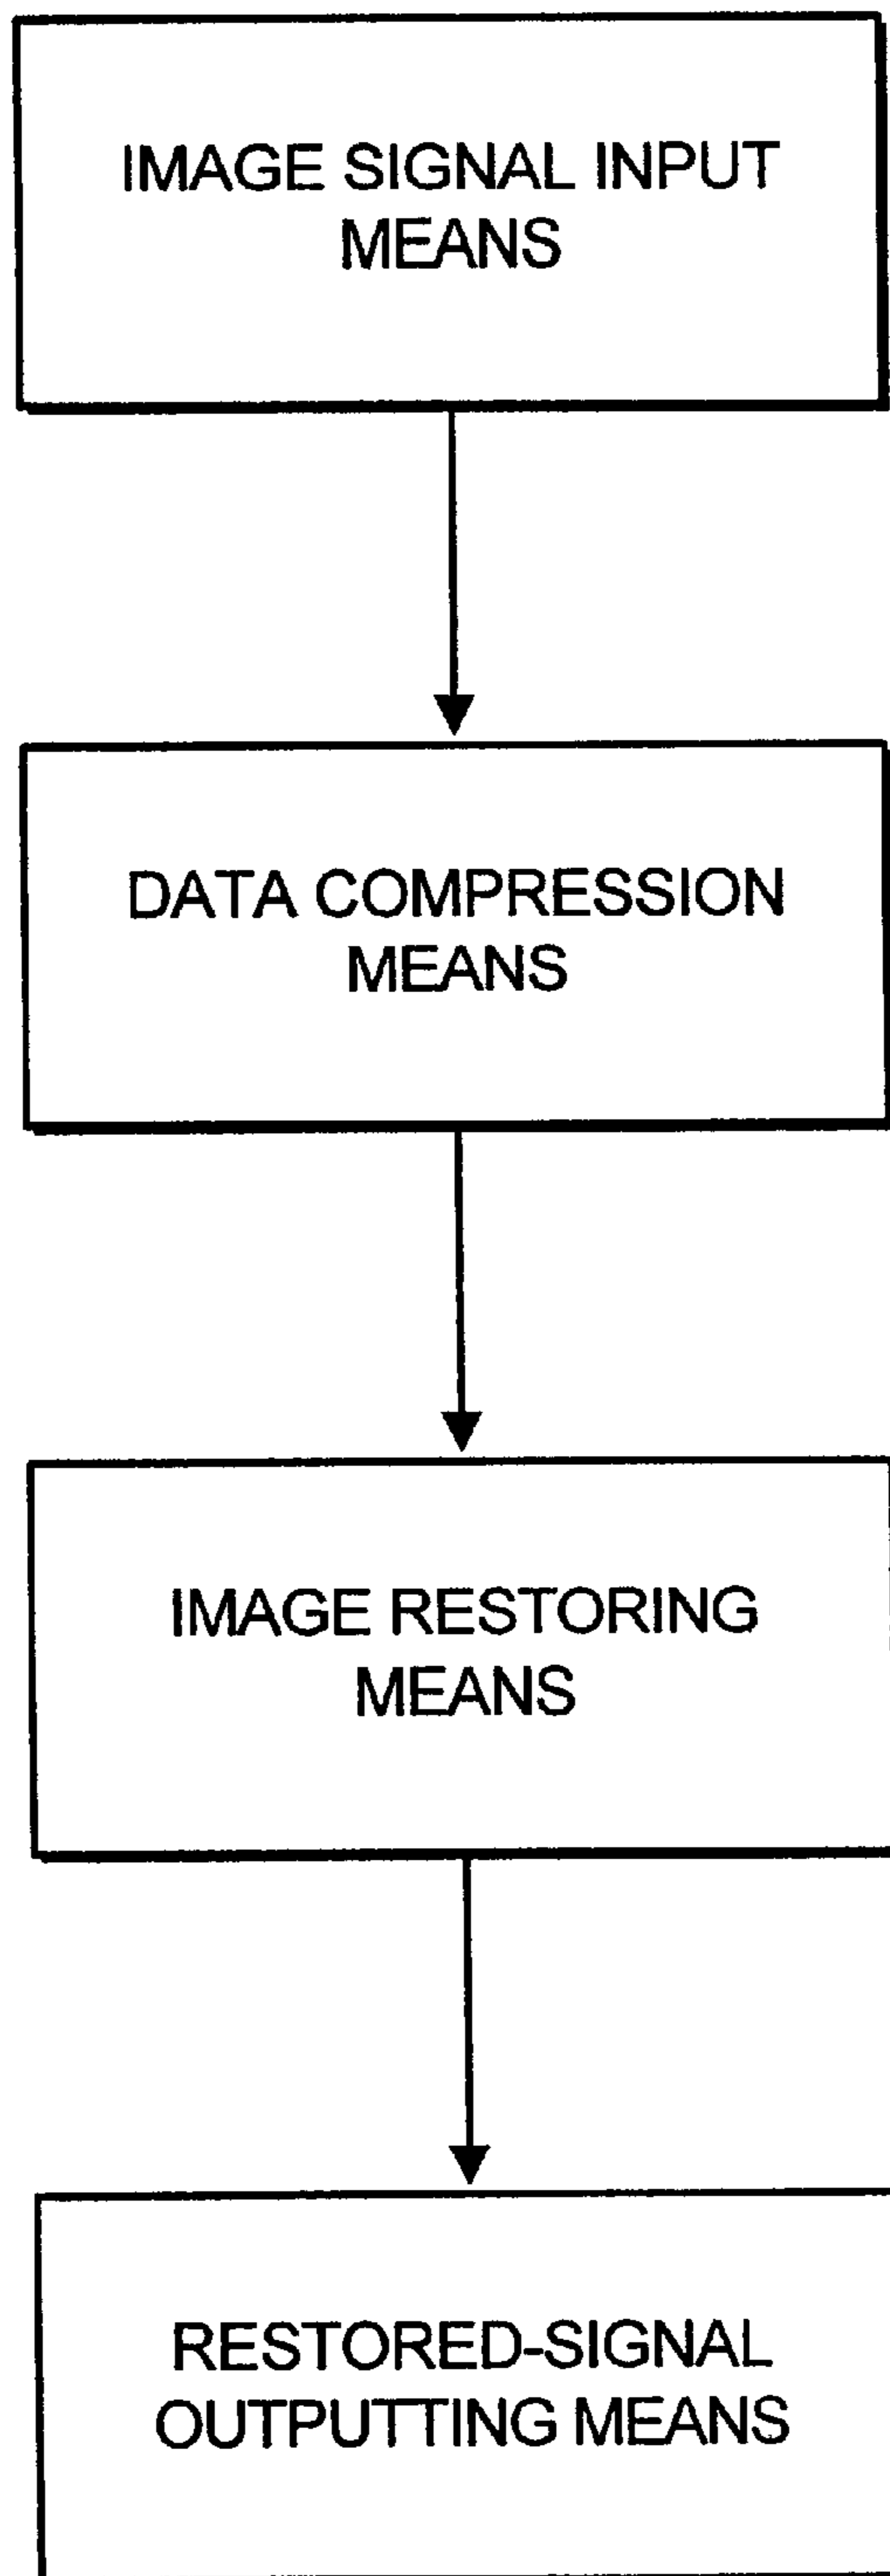 IMAGE SIGNAL INPUT
MEANS
DATA COMPRESSION
MEANS
IMAGE RESTORING
MEANS
RESTORED-SIGNAL
OUTPUTTING MEANS